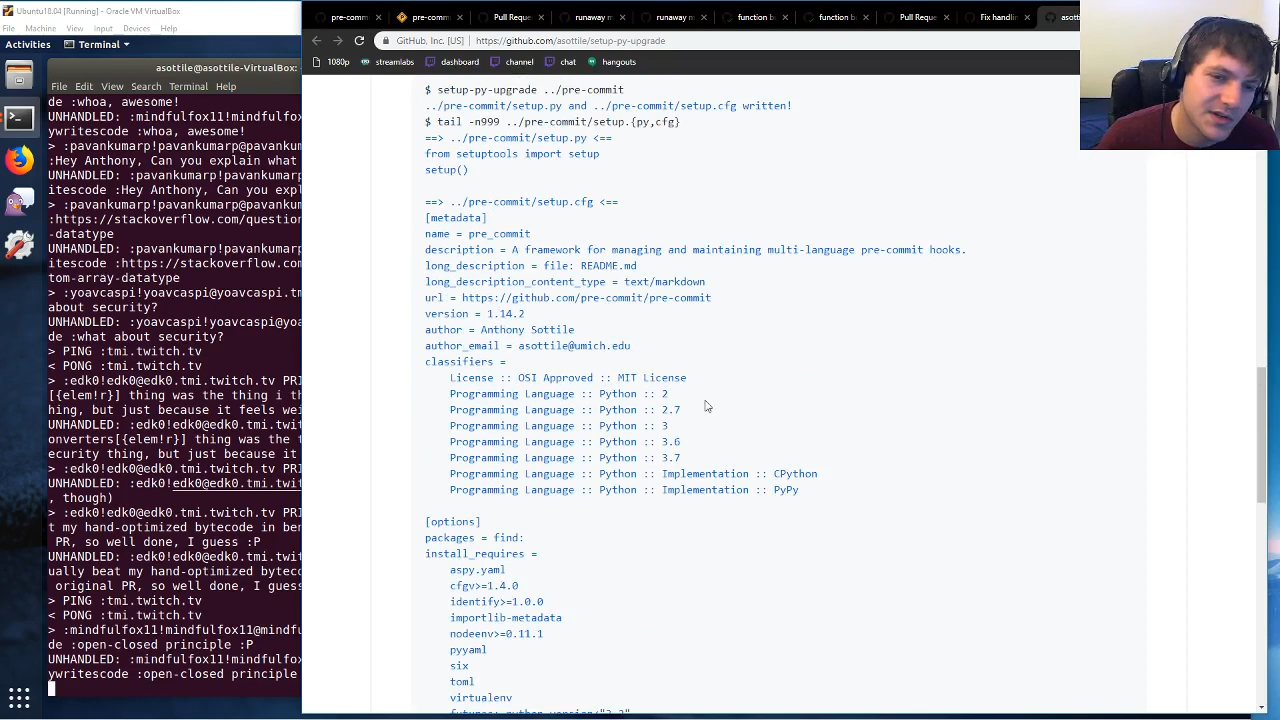 Ubuntu18.04 [Running] - Oracle VM VirtualBox
File Machine View Input Devices Help
Activities Terminal
asottile@asottile-VirtualBox:
File Edit View Search Terminal Help
de :whoa, awesome!
UNHANDLED: :mindfulfox11!mindfulfox11
ywritescode :whoa, awesome!
> :pavankumarp!pavankumarp@pavanku
:Hey Anthony, Can you explain what
UNHANDLED: :pavankumarp!pavankumarp
itescode :Hey Anthony, Can you expl
> :pavankumarp!pavankumarp@pavanku
:https://stackoverflow.com/question
-datatype
UNHANDLED: :pavankumarp!pavankumarp
itescode :https://stackoverflow.com
tom-array-datatype
> :yoavcaspi!yoavcaspi@yoavcaspi.tm
about security?
UNHANDLED: :yoavcaspi!yoavcaspi@yoa
de :what about security?
> PING :tmi.twitch.tv
< PONG :tmi.twitch.tv
> :edk0!edk0@edk0.tmi.twitch.tv PRI
[{elem!r}] thing was the thing i th
hing, but just because it feels wei
UNHANDLED: :edk0!edk0@edk0.tmi.twit
onverters[{elem!r}] thing was the t
ecurity thing, but just because it
> :edk0!edk0@edk0.tmi.twitch.tv PRI
UNHANDLED: :edk0!edk0@edk0.tmi.twit
, though)
> :edk0!edk0@edk0.tmi.twitch.tv PRI
t my hand-optimized bytecode in ben
PR, so well done, I guess :P
UNHANDLED: :edk0!edk0@edk0.tmi.twit
ually beat my hand-optimized byteco
original PR, so well done, I guess
> PING :tmi.twitch.tv
< PONG :tmi.twitch.tv
> :mindfulfox11!mindfulfox11@mindfu
de :open-closed principle :P
UNHANDLED: :mindfulfox11!mindfulfox
ywritescode :open-closed principle
pre-comm
pre-comm
Pull Reque
runaway m
runaway m
function b
function b
Pull Reque
Fix handlin
asotti
GitHub, Inc. [US] https://github.com/asottile/setup-py-upgrade
1080p streamlabs dashboard channel chat hangouts
$ setup-py-upgrade ../pre-commit
../pre-commit/setup.py and ../pre-commit/setup.cfg written!
$ tail -n999 ../pre-commit/setup.{py,cfg}
==> ../pre-commit/setup.py <==
from setuptools import setup
setup()
==> ../pre-commit/setup.cfg <==
[metadata]
name = pre_commit
description = A framework for managing and maintaining multi-language pre-commit hooks.
long_description = file: README.md
long_description_content_type = text/markdown
url = https://github.com/pre-commit/pre-commit
version = 1.14.2
author = Anthony Sottile
author_email = asottile@umich.edu
classifiers =
License :: OSI Approved :: MIT License
Programming Language :: Python :: 2
Programming Language :: Python :: 2.7
Programming Language :: Python :: 3
Programming Language :: Python :: 3.6
Programming Language :: Python :: 3.7
Programming Language :: Python :: Implementation :: CPython
Programming Language :: Python :: Implementation :: PyPy
[options]
packages = find:
install_requires =
aspy.yaml
cfgv>=1.4.0
identify>=1.0.0
importlib-metadata
nodeenv>=0.11.1
pyyaml
six
toml
virtualenv